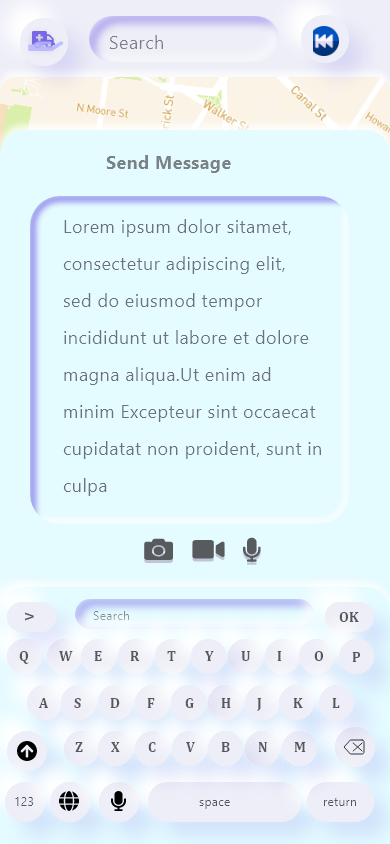 Search
N Moore St
rick St
Walker S
Canal St
Howa
Send Message
Lorem ipsum dolor sitamet,
consectetur adipiscing elit,
sed do eiusmod tempor
incididunt ut labore et dolore
magna aliqua.Ut enim ad
minim Excepteur sint occaecat
cupidatat non proident, sunt in
culpa
> Search OK
Q W E R T Y U I O P
A S D F G H J K L
Z X C V B N M
123 space return